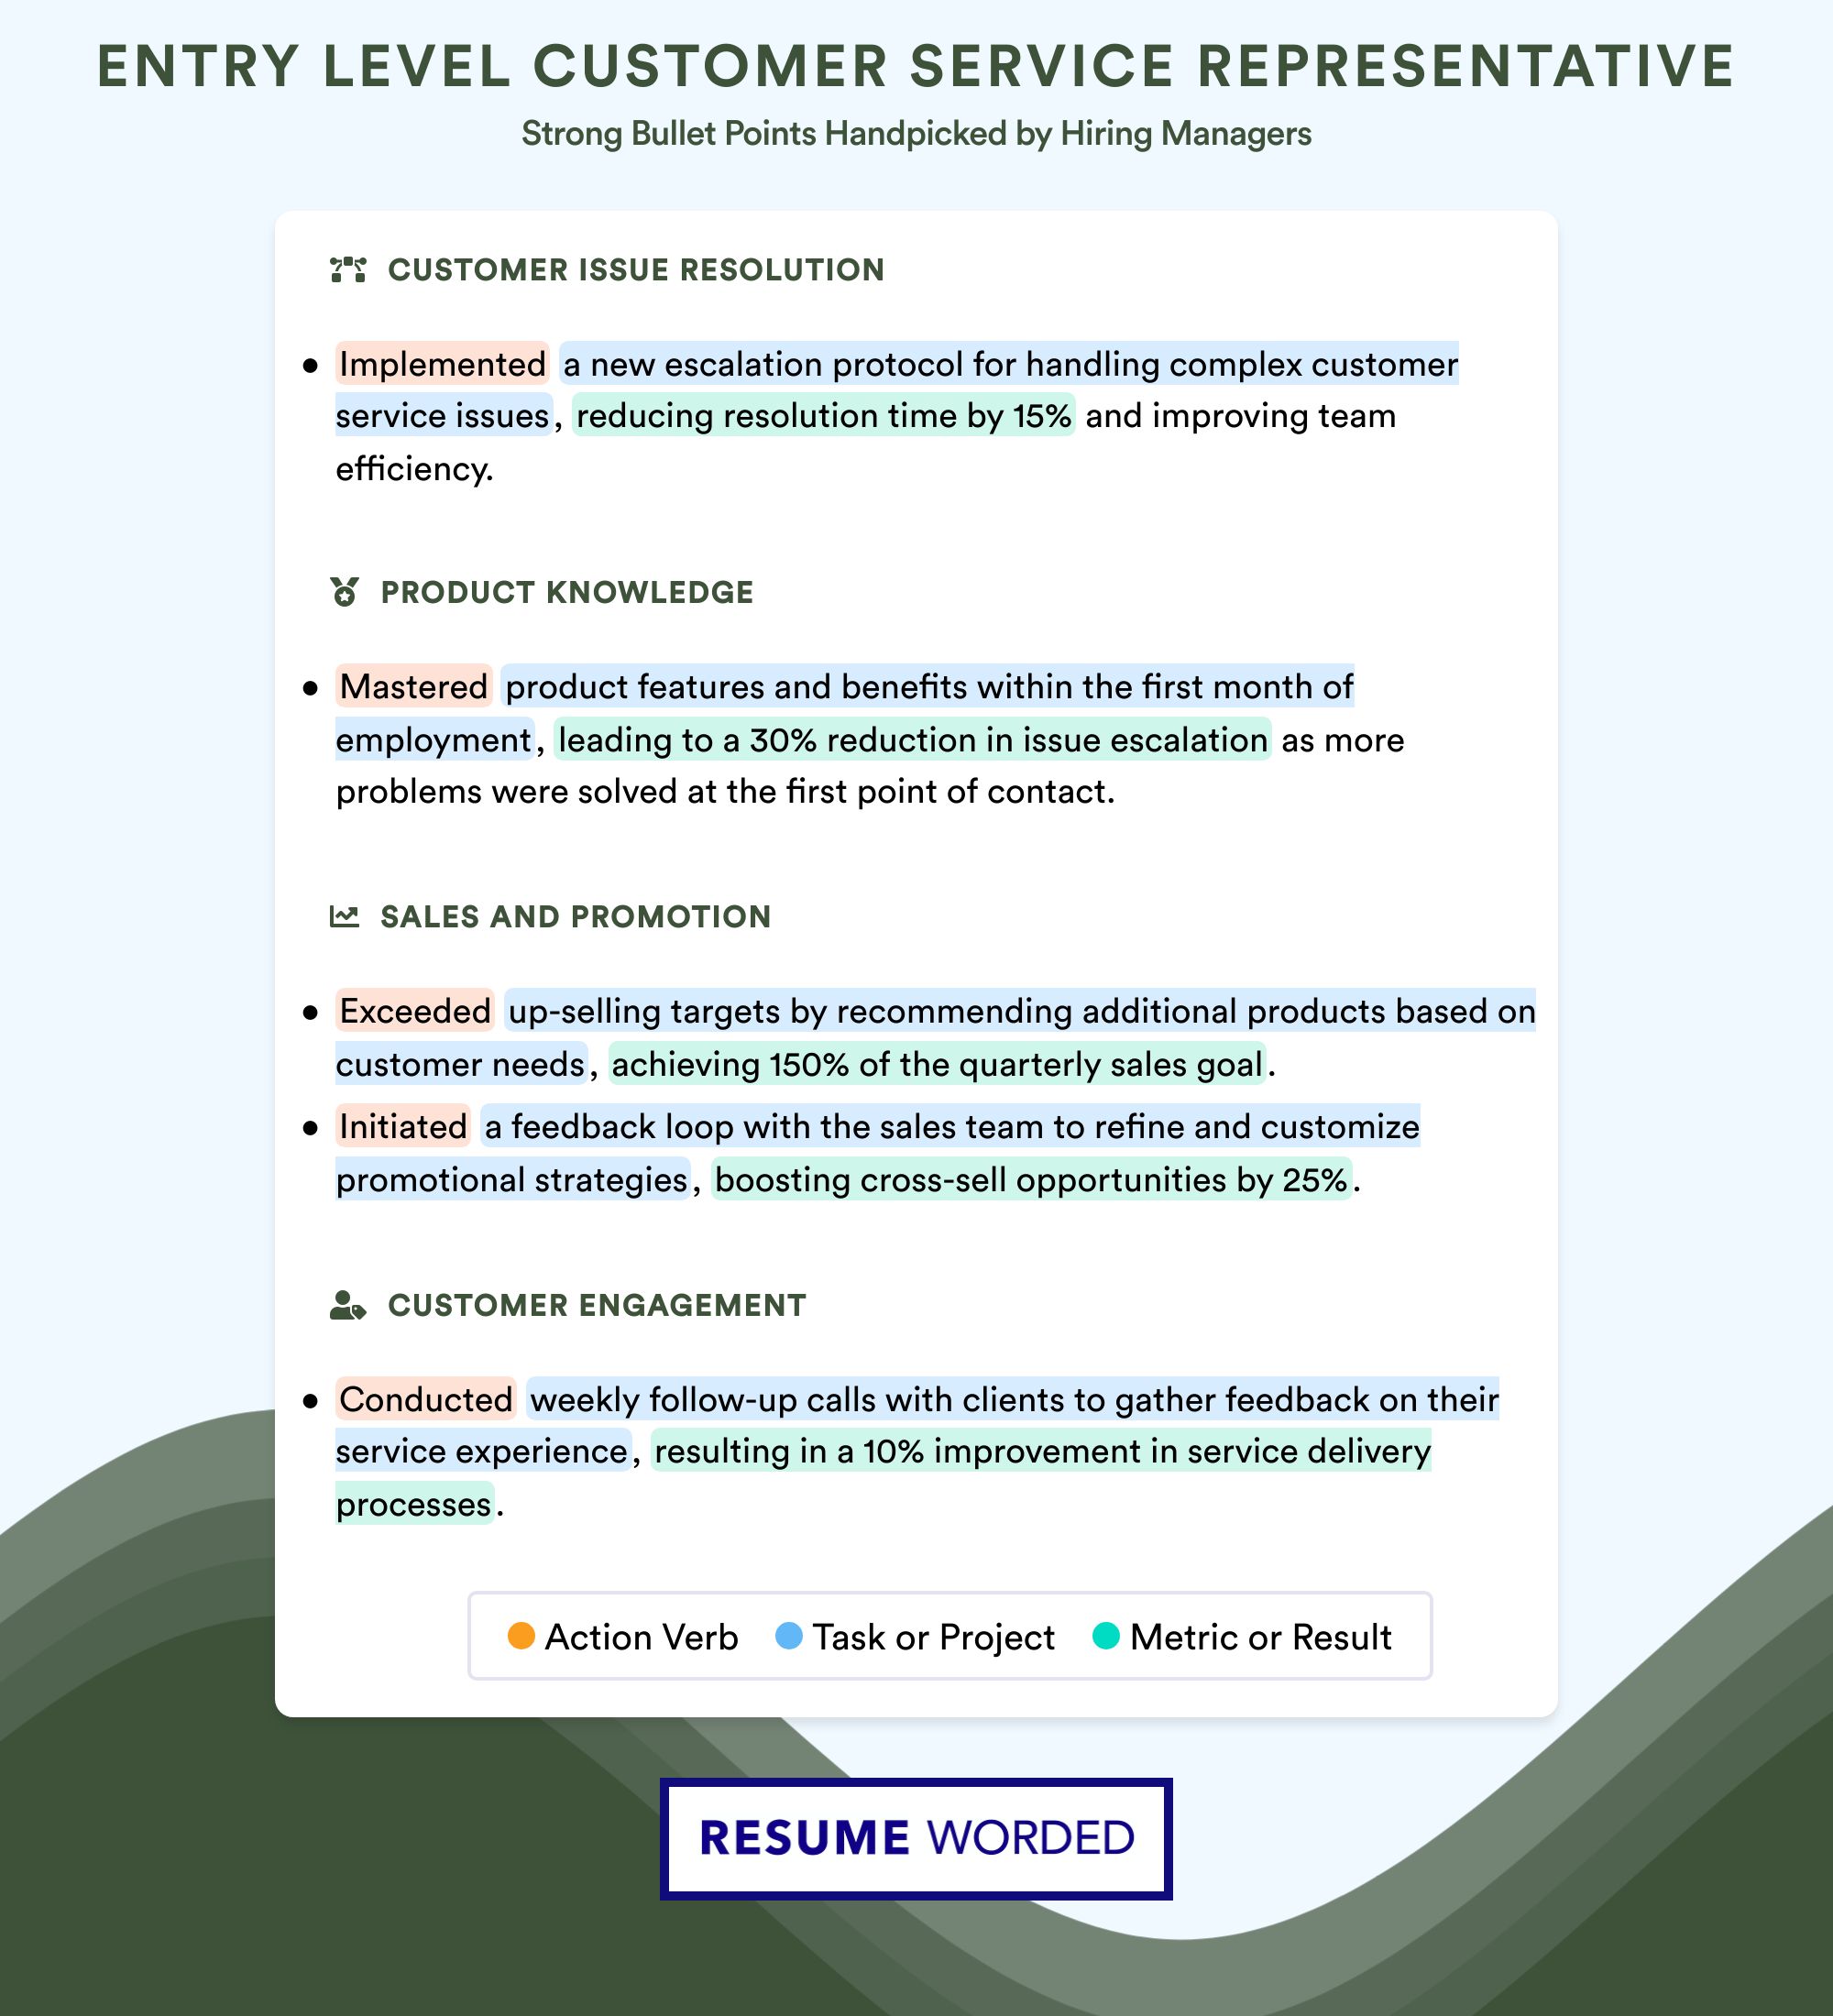 ENTRY LEVEL CUSTOMER SERVICE REPRESENTATIVE
Strong Bullet Points Handpicked by Hiring Managers
CUSTOMER ISSUE RESOLUTION
• Implemented a new escalation protocol for handling complex customer
service issues, reducing resolution time by 15% and improving team
efficiency.
PRODUCT KNOWLEDGE
• Mastered product features and benefits within the first month of
employment, leading to a 30% reduction in issue escalation as more
problems were solved at the first point of contact.
SALES AND PROMOTION
• Exceeded up-selling targets by recommending additional products based on
customer needs, achieving 150% of the quarterly sales goal.
• Initiated a feedback loop with the sales team to refine and customize
promotional strategies, boosting cross-sell opportunities by 25%.
CUSTOMER ENGAGEMENT
• Conducted weekly follow-up calls with clients to gather feedback on their
service experience, resulting in a 10% improvement in service delivery
processes.
Action Verb Task or Project Metric or Result
RESUME WORDED